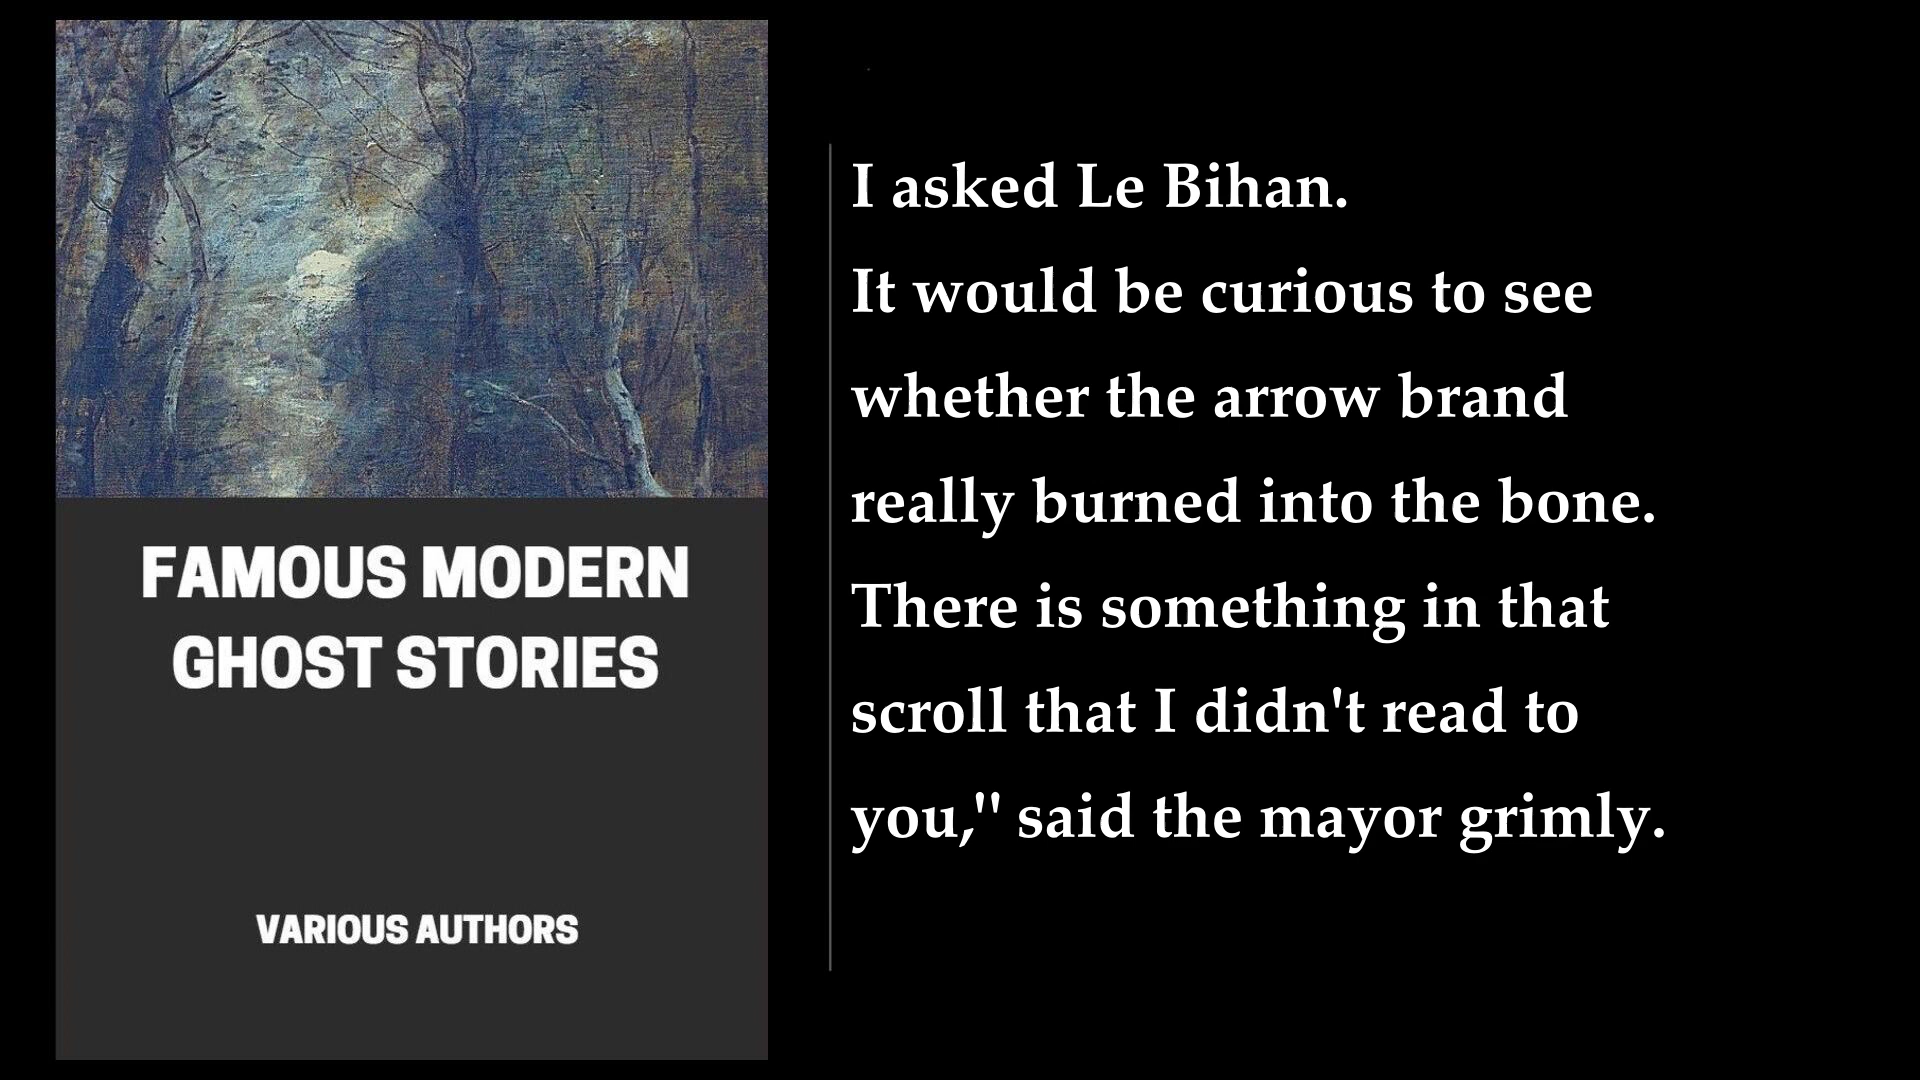 FAMOUS MODERN
GHOST STORIES
VARIOUS AUTHORS
I asked Le Bihan.
It would be curious to see
whether the arrow brand
really burned into the bone.
There is something in that
scroll that I didn't read to
you," said the mayor grimly.